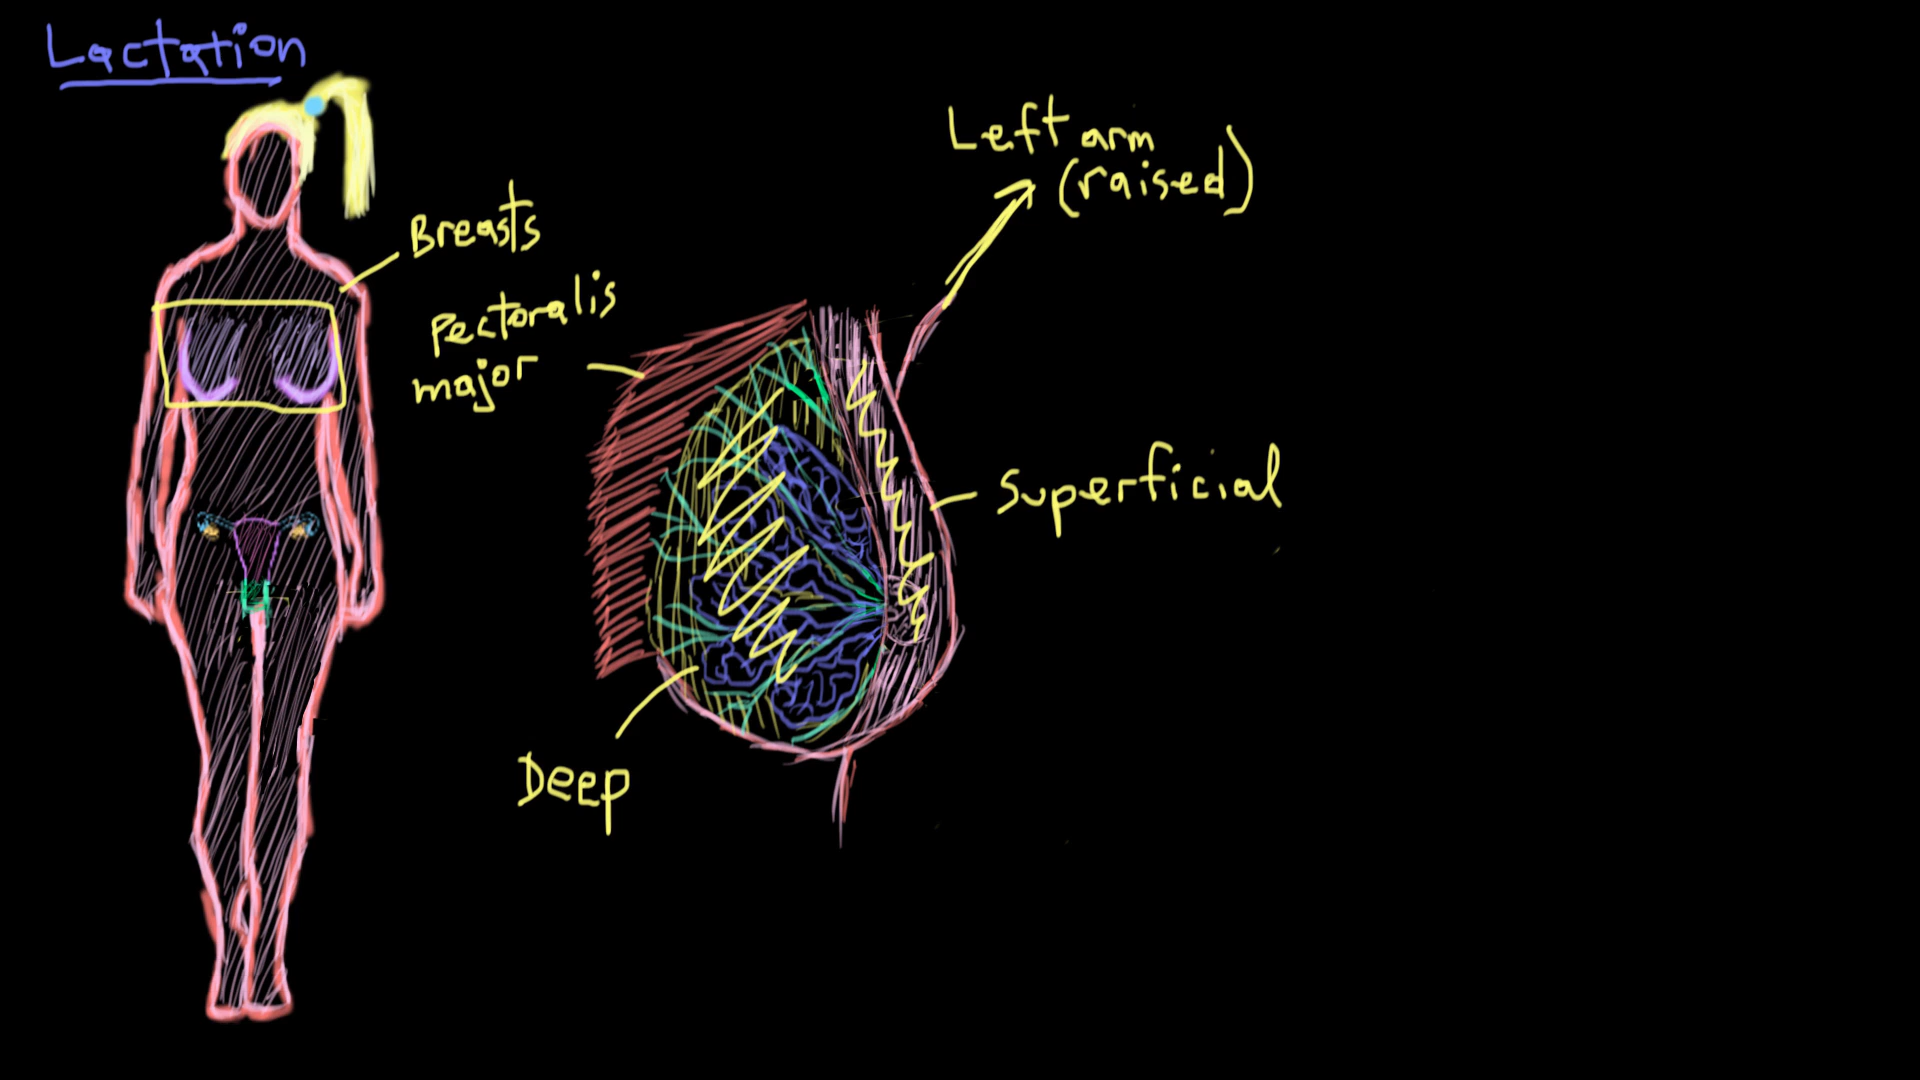 Lactation
Breasts
Pectoralis
major
Left arm
(raised)
Superficial
Deep